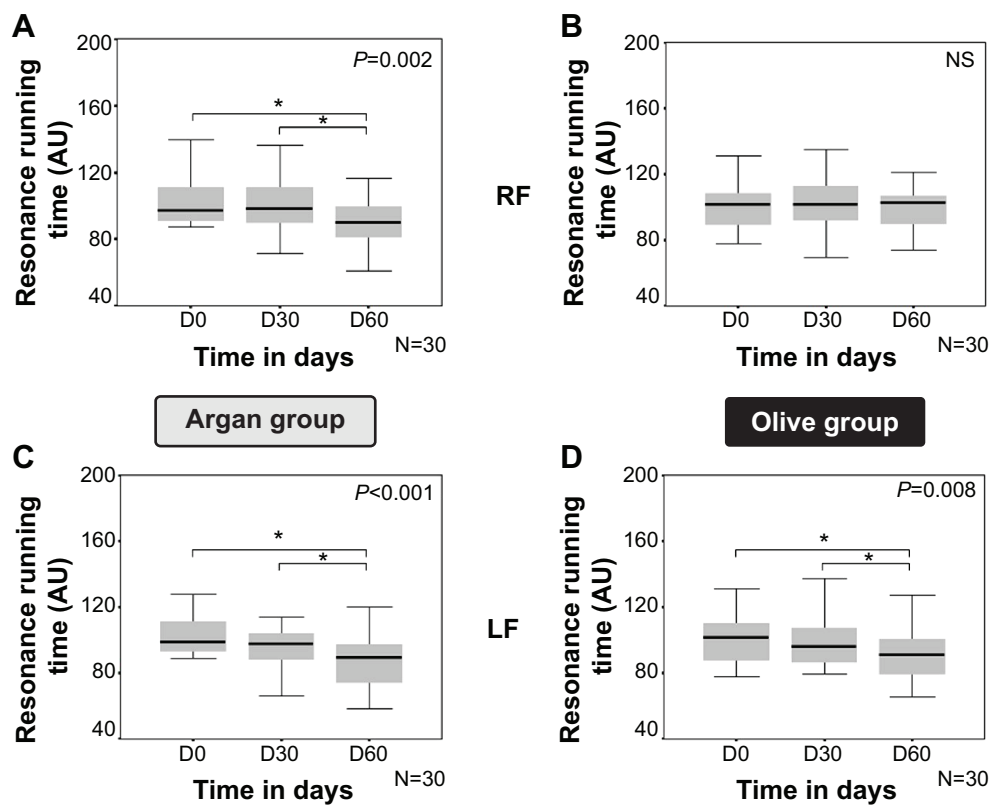 A
Resonance running
time (AU)
200
160
120
80
40
P=0.002
*
*
D0 D30 D60
Time in days
N=30
RF
B
Resonance running
time (AU)
200
160
120
80
40
NS
D0 D30 D60
Time in days
N=30
Argan group
Olive group
C
Resonance running
time (AU)
200
160
120
80
40
P<0.001
*
*
D0 D30 D60
Time in days
N=30
LF
D
Resonance running
time (AU)
200
160
120
80
40
P=0.008
*
*
D0 D30 D60
Time in days
N=30